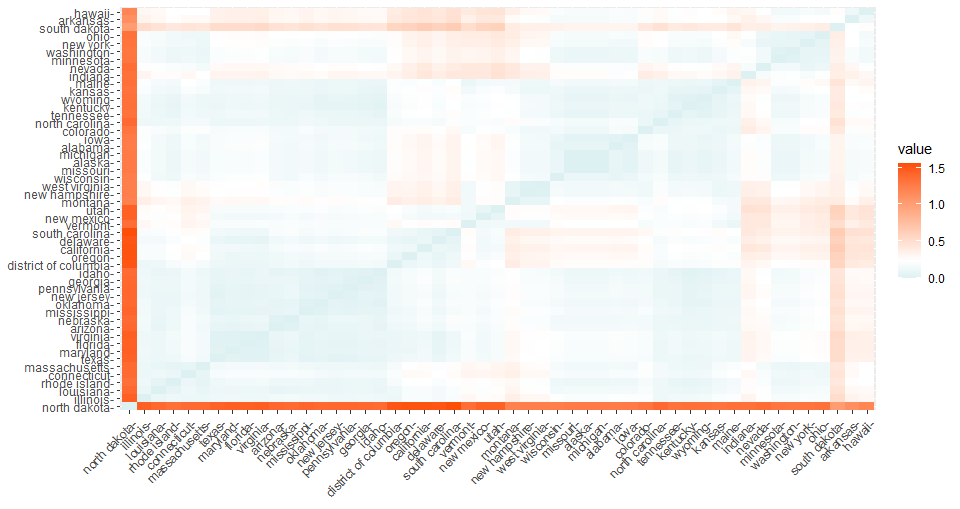 hawaii-
arkansas-
south dakota-
ohio-
new york-
washington-
minnesota-
nevada-
indiana-
maine-
kansas-
wyoming-
kentucky-
tennessee-
north carolina-
colorado-
iowa-
alabama-
michigan-
alaska-
missouri-
wisconsin-
west virginia-
new hampshire-
montana-
utah-
new mexico-
vermont-
south carolina-
delaware-
california-
oregon-
district of columbia-
idaho-
georgia-
pennsylvania-
new jersey-
oklahoma-
mississippi-
nebraska-
arizona-
virginia-
florida-
maryland-
texas-
massachusetts-
connecticut-
rhode island-
louisiana-
illinois-
north dakota-
north dakota-
illinois-
louisiana-
rhode island-
connecticut-
massachusetts-
texas-
maryland-
florida-
virginia-
arizona-
nebraska-
mississippi-
oklahoma-
new jersey-
pennsylvania-
georgia-
idaho-
district of columbia-
oregon-
california-
delaware-
south carolina-
vermont-
new mexico-
utah-
montana-
new hampshire-
west virginia-
wisconsin-
missouri-
alaska-
michigan-
alabama-
iowa-
colorado-
north carolina-
tennessee-
kentucky-
wyoming-
kansas-
maine-
indiana-
nevada-
minnesota-
washington-
new york-
ohio-
south dakota-
arkansas-
hawaii-
value
1.5
1.0
0.5
0.0